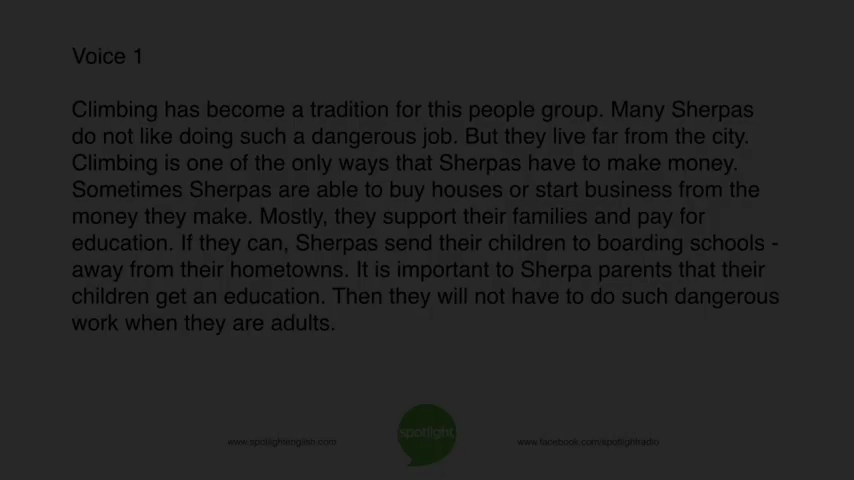 Voice 1
Climbing has become a tradition for this people group. Many Sherpas
do not like doing such a dangerous job. But they live far from the city.
Climbing is one of the only ways that Sherpas have to make money.
Sometimes Sherpas are able to buy houses or start business from the
money they make. Mostly, they support their families and pay for
education. If they can, Sherpas send their children to boarding schools -
away from their hometowns. It is important to Sherpa parents that their
children get an education. Then they will not have to do such dangerous
work when they are adults.
spotlight
www.spotlightenglish.com
www.facebook.com/spotlightradio